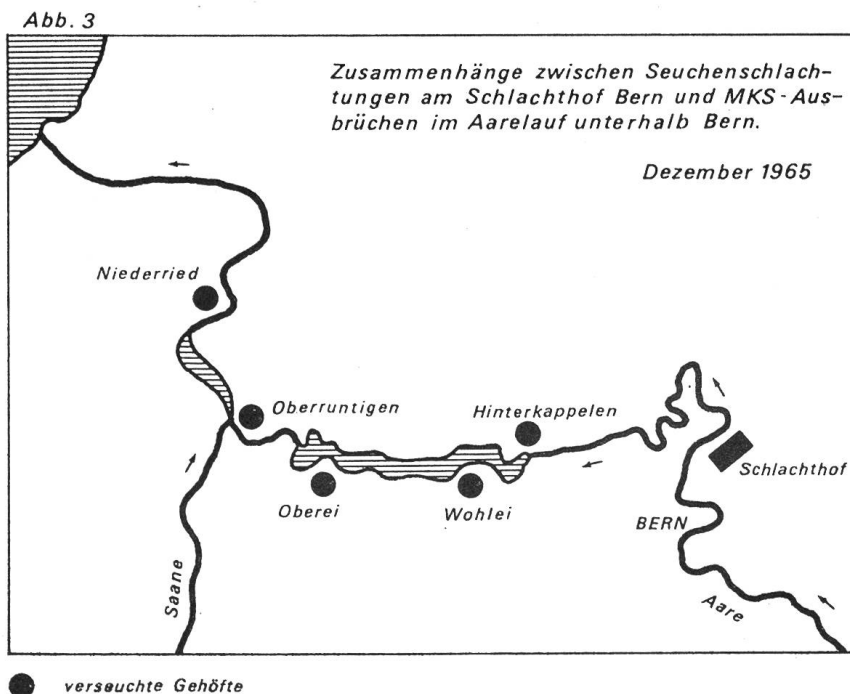 Abb. 3
Zusammenhänge zwischen Seuchenschlach-
tungen am Schlachthof Bern und MKS-Aus-
brüchen im Aarelauf unterhalb Bern.
Dezember 1965
Niederried
Oberruntigen
Hinterkappelen
Schlachthof
Oberei
Wohlei
BERN
Saane
Aare
verseuchte Gehöfte